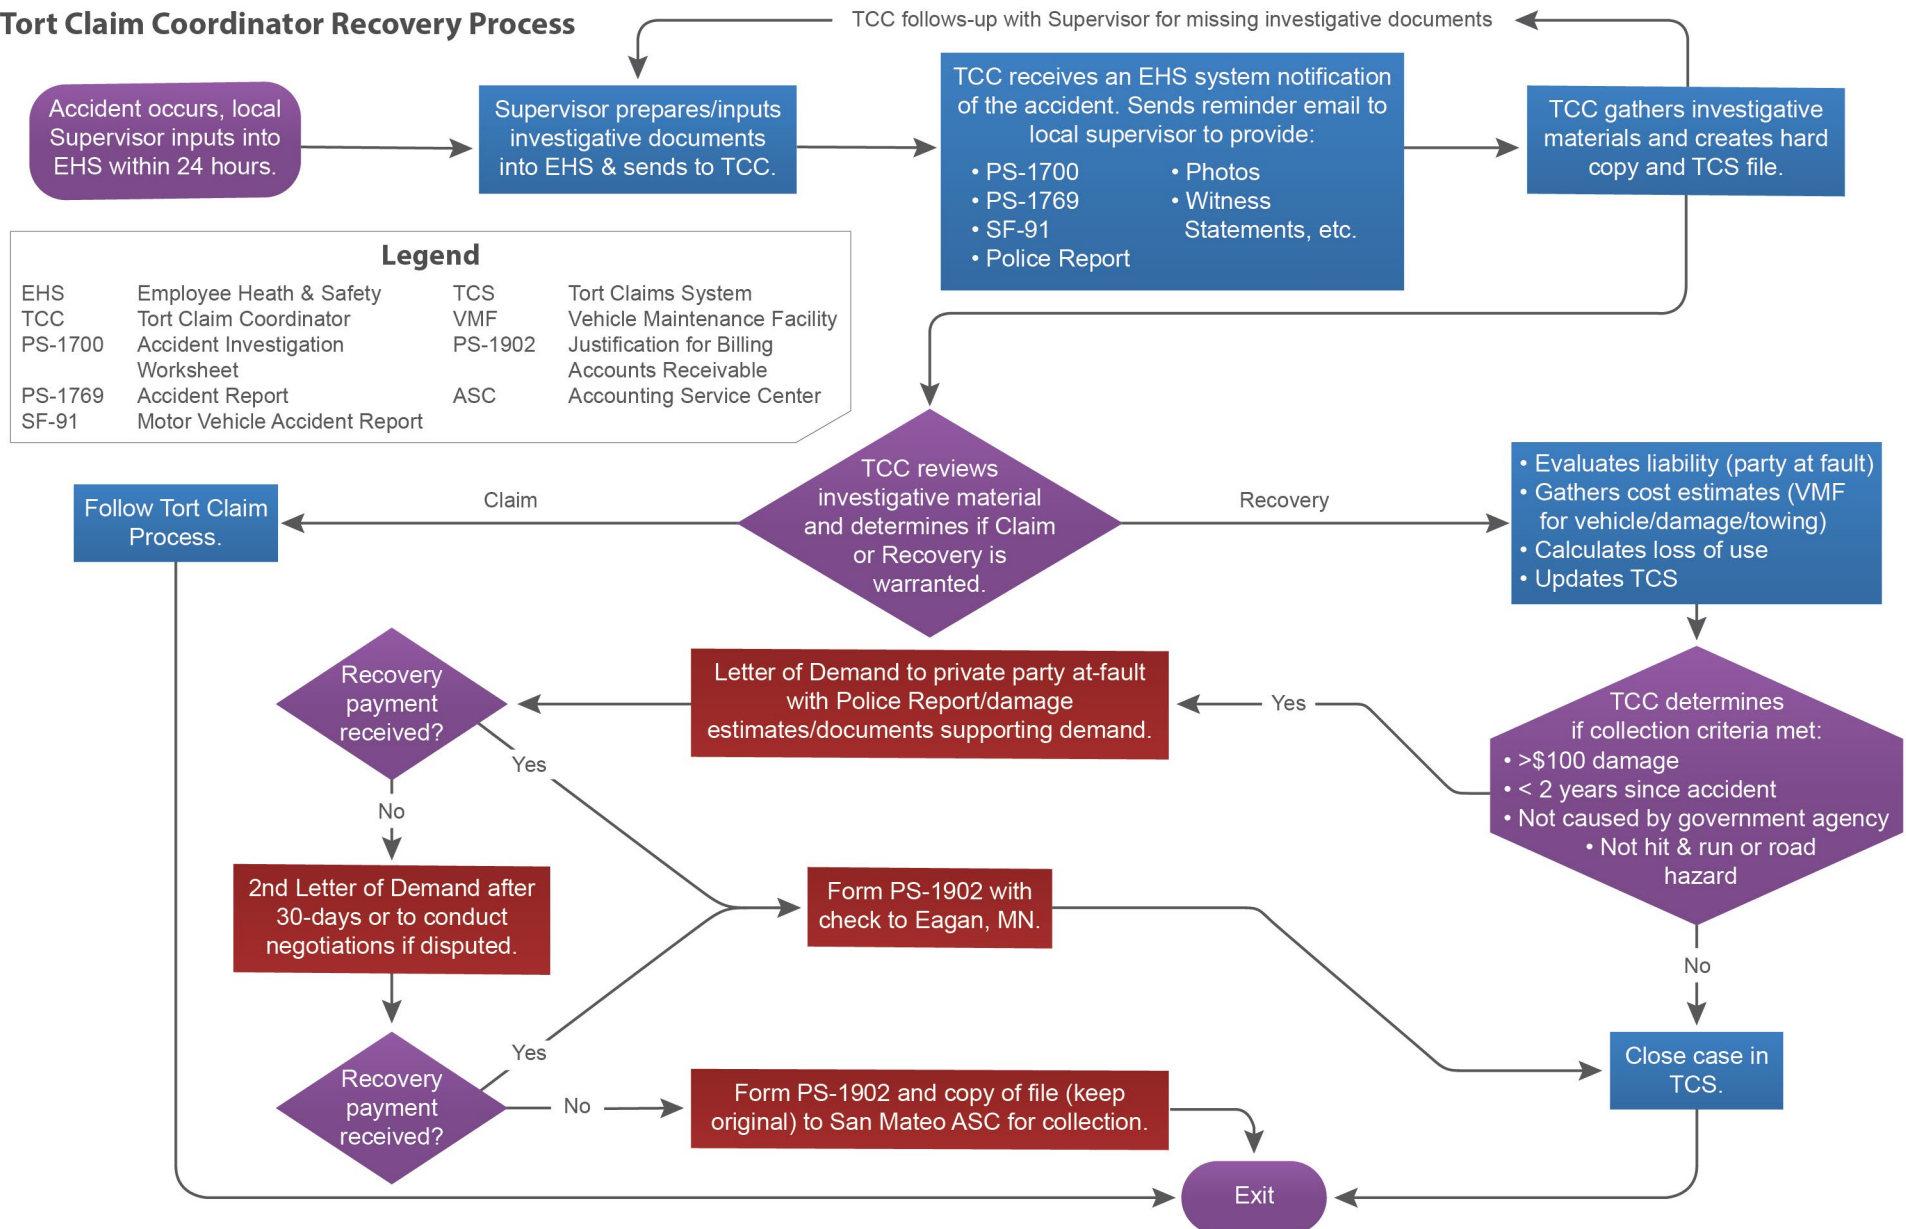 Tort Claim Coordinator Recovery Process
TCC follows-up with Supervisor for missing investigative documents
Accident occurs, local
Supervisor inputs into
EHS within 24 hours.
Supervisor prepares/inputs
investigative documents
into EHS & sends to TCC.
TCC receives an EHS system notification
of the accident. Sends reminder email to
local supervisor to provide:
• PS-1700
• PS-1769
• SF-91
• Police Report
• Photos
• Witness
Statements, etc.
TCC gathers investigative
materials and creates hard
copy and TCS file.
Legend
EHS Employee Heath & Safety
TCC Tort Claim Coordinator
PS-1700 Accident Investigation
Worksheet
PS-1769 Accident Report
SF-91 Motor Vehicle Accident Report
TCS Tort Claims System
VMF Vehicle Maintenance Facility
PS-1902 Justification for Billing
Accounts Receivable
ASC Accounting Service Center
TCC reviews
investigative material
and determines if Claim
or Recovery is
warranted.
Claim
Follow Tort Claim
Process.
Recovery
• Evaluates liability (party at fault)
• Gathers cost estimates (VMF
for vehicle/damage/towing)
• Calculates loss of use
• Updates TCS
TCC determines
if collection criteria met:
• >$100 damage
• < 2 years since accident
• Not caused by government agency
• Not hit & run or road
hazard
Yes
Letter of Demand to private party at-fault
with Police Report/damage
estimates/documents supporting demand.
Recovery
payment
received?
Yes
No
2nd Letter of Demand after
30-days or to conduct
negotiations if disputed.
Form PS-1902 with
check to Eagan, MN.
No
Close case in
TCS.
Recovery
payment
received?
Yes
No
Form PS-1902 and copy of file (keep
original) to San Mateo ASC for collection.
Exit